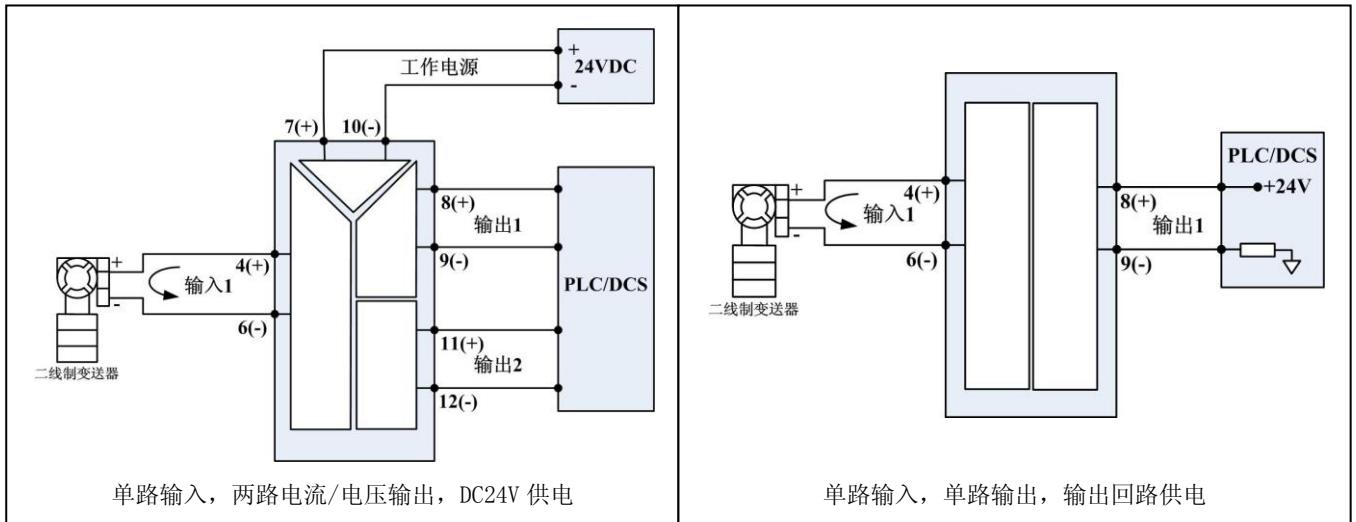 +
24VDC
工作电源
-
7(+)
10(-)
8(+)
输出1
9(-)
PLC/DCS
11(+)
输出2
12(-)
+
4(+)
输入1
-
6(-)
二线制变送器
单路输入，两路电流/电压输出，DC24V 供电
PLC/DCS
+24V
8(+)
输出1
9(-)
+
4(+)
输入1
-
6(-)
二线制变送器
单路输入，单路输出，输出回路供电